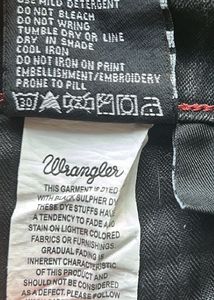 USE MILD DETERGENT
DO NOT BLEACH
DO NOT WRING
TUMBLE DRY OR LINE
DRY IN SHADE
COOL IRON
DO NOT IRON ON PRINT
EMBELLISHMENT/EMBROIDERY
PRONE TO PILL
Wrangler
THIS GARMENT IS DYED
WITH BLACK SULPHER DY
THESE DYE STUFFS HAVE
A TENDENCY TO FADE AND
STAIN ON LIGHTER COLORED
FABRICS OR FURNISHINGS.
GRADUAL FADING IS
INHERENT CHARACTERISTIC
OF THIS PRODUCT AND
SHOULD NOT BE CONSIDERED
AS A DEFECT. PLEASE FOLLOW